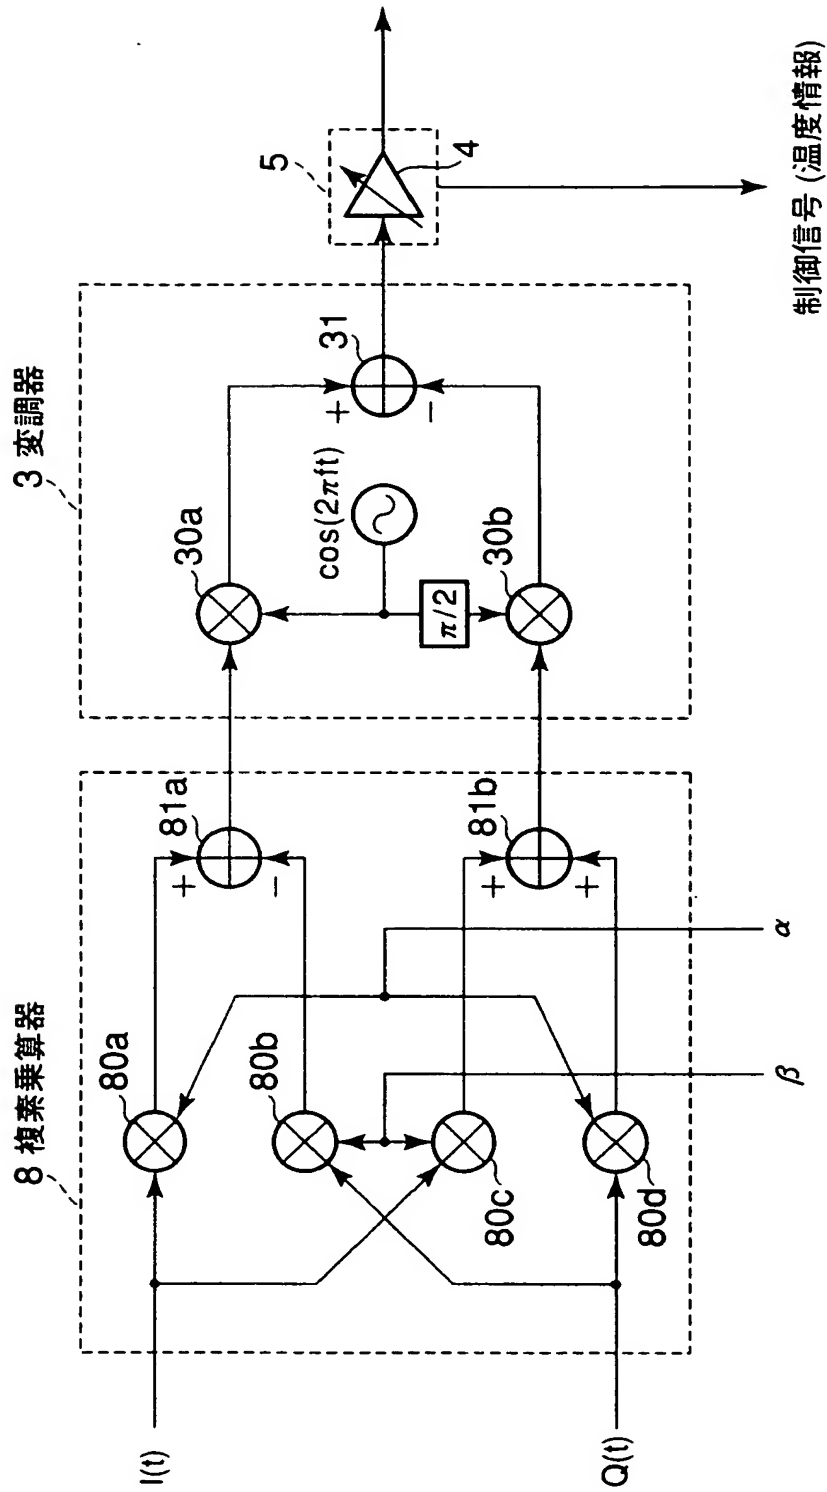 8 複素乗算器
3 変調器
5
4
80a
80b
80c
80d
81a
81b
+
−
+
+
30a
30b
cos(2πft)
π/2
31
+
−
I(t)
Q(t)
β
α
制御信号 (温度情報)